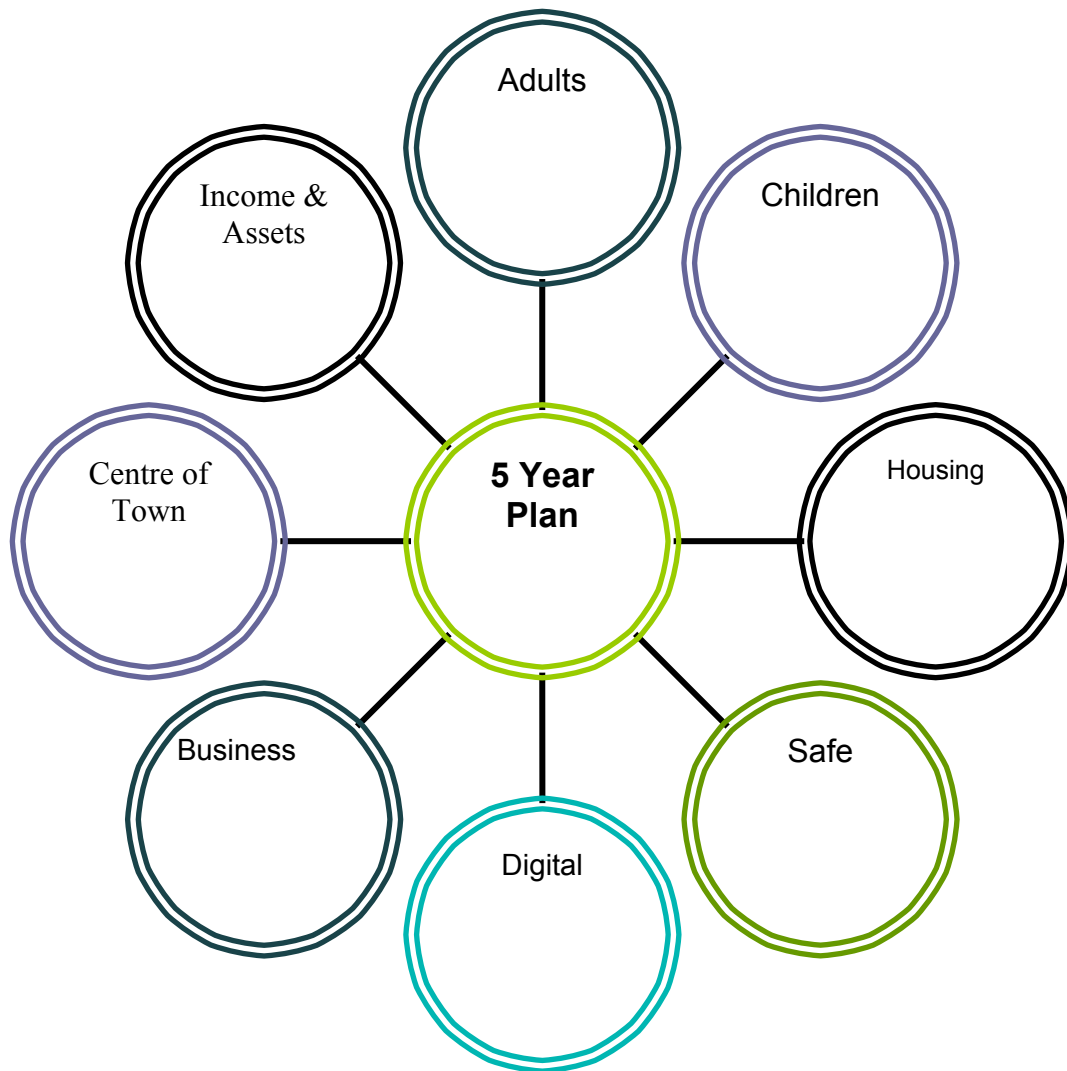 Adults
Children
Income &
Assets
Housing
5 Year
Plan
Centre of
Town
Safe
Business
Digital